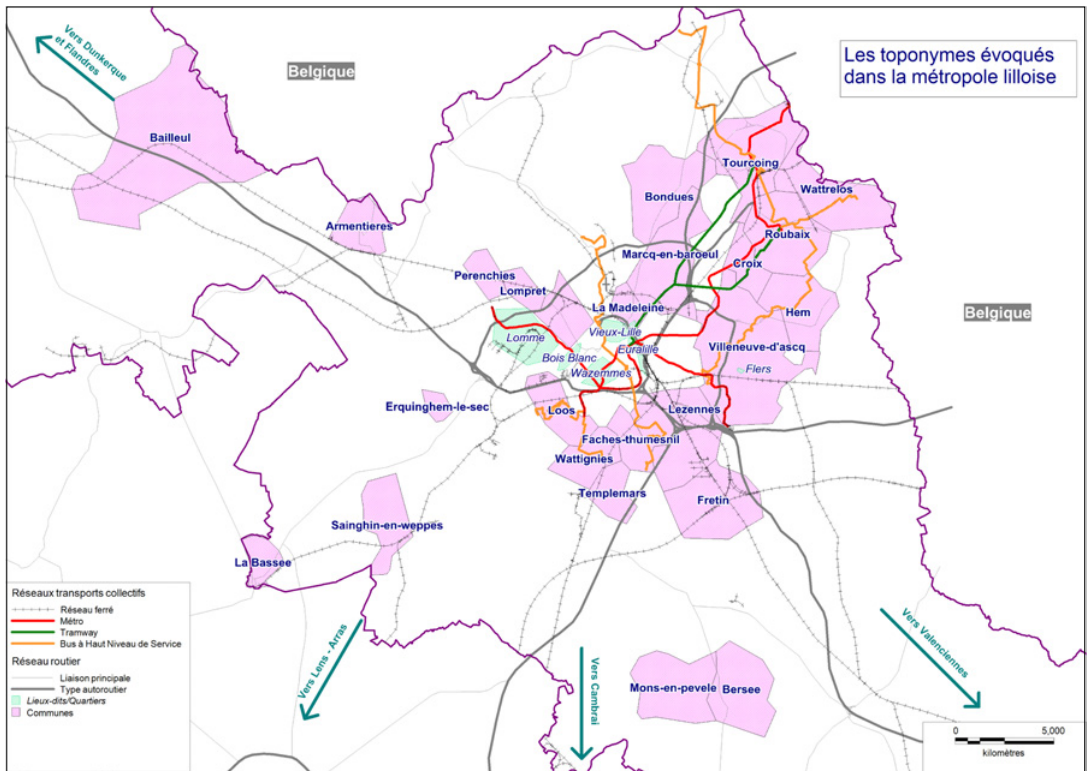 Les toponymes évoqués
dans la métropole lilloise
Vers Dunkerque
et Flandres
Belgique
Bailleul
Tourcoing
Wattrelos
Bondues
Armentieres
Roubaix
Marcq-en-baroeul
Croix
Perenchies
Lompret
La Madeleine
Hem
Belgique
Vieux-Lille
Lomme
Euralille
Villeneuve-d'ascq
Bois Blanc
Flers
Wazemmes
Erquinghem-le-sec
Loos
Lezennes
Faches-thumesnil
Wattignies
Templemars
Fretin
Sainghin-en-weppes
La Bassee
Réseaux transports collectifs
Réseau ferré
Métro
Tramway
Bus à Haut Niveau de Service
Réseau routier
Liaison principale
Type autoroutier
Lieux-dits/Quartiers
Communes
Vers Lens - Arras
Vers Cambrai
Mons-en-pevele
Bersee
Vers Valenciennes
0 5,000
kilomètres